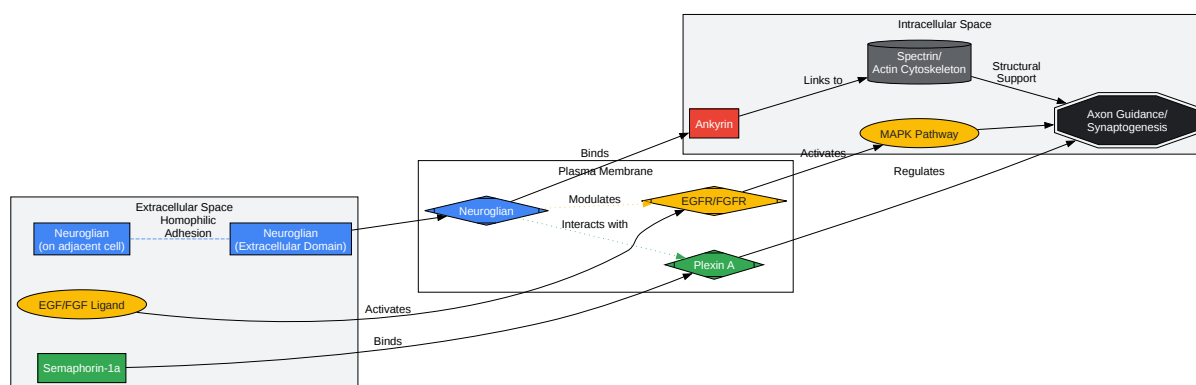 Intracellular Space
Spectrin/
Actin Cytoskeleton
Structural
Support
Links to
Ankyrin
Axon Guidance/
Synaptogenesis
MAPK Pathway
Binds
Activates
Plasma Membrane
Regulates
Neuroglian
Modulates
EGFR/FGFR
Interacts with
Plexin A
Extracellular Space
Homophilic
Adhesion
Neuroglian
(on adjacent cell)
Neuroglian
(Extracellular Domain)
EGF/FGF Ligand
Activates
Binds
Semaphorin-1a